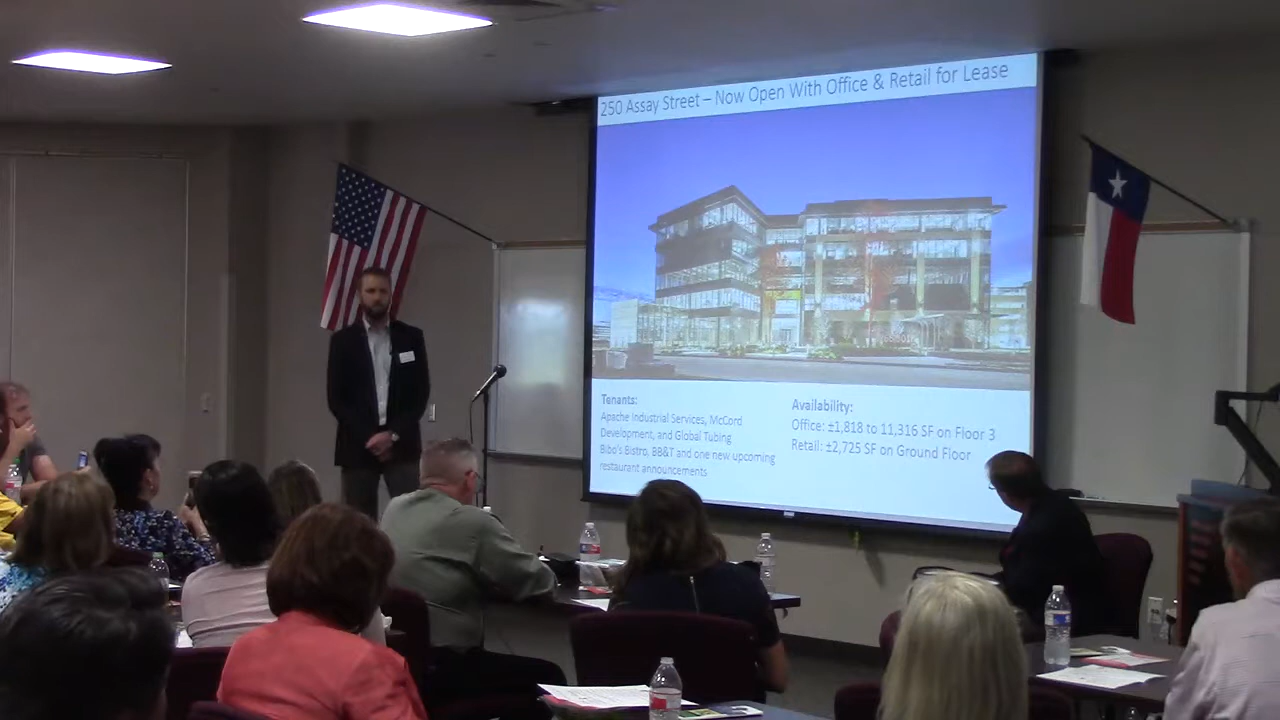 250 Assay Street – Now Open With Office & Retail for Lease
Tenants:
Apache Industrial Services, McCord
Development, and Global Tubing
Bibo's Bistro, BB&T and one new upcoming
restaurant announcements
Availability:
Office: ±1,818 to 11,316 SF on Floor 3
Retail: ±2,725 SF on Ground Floor